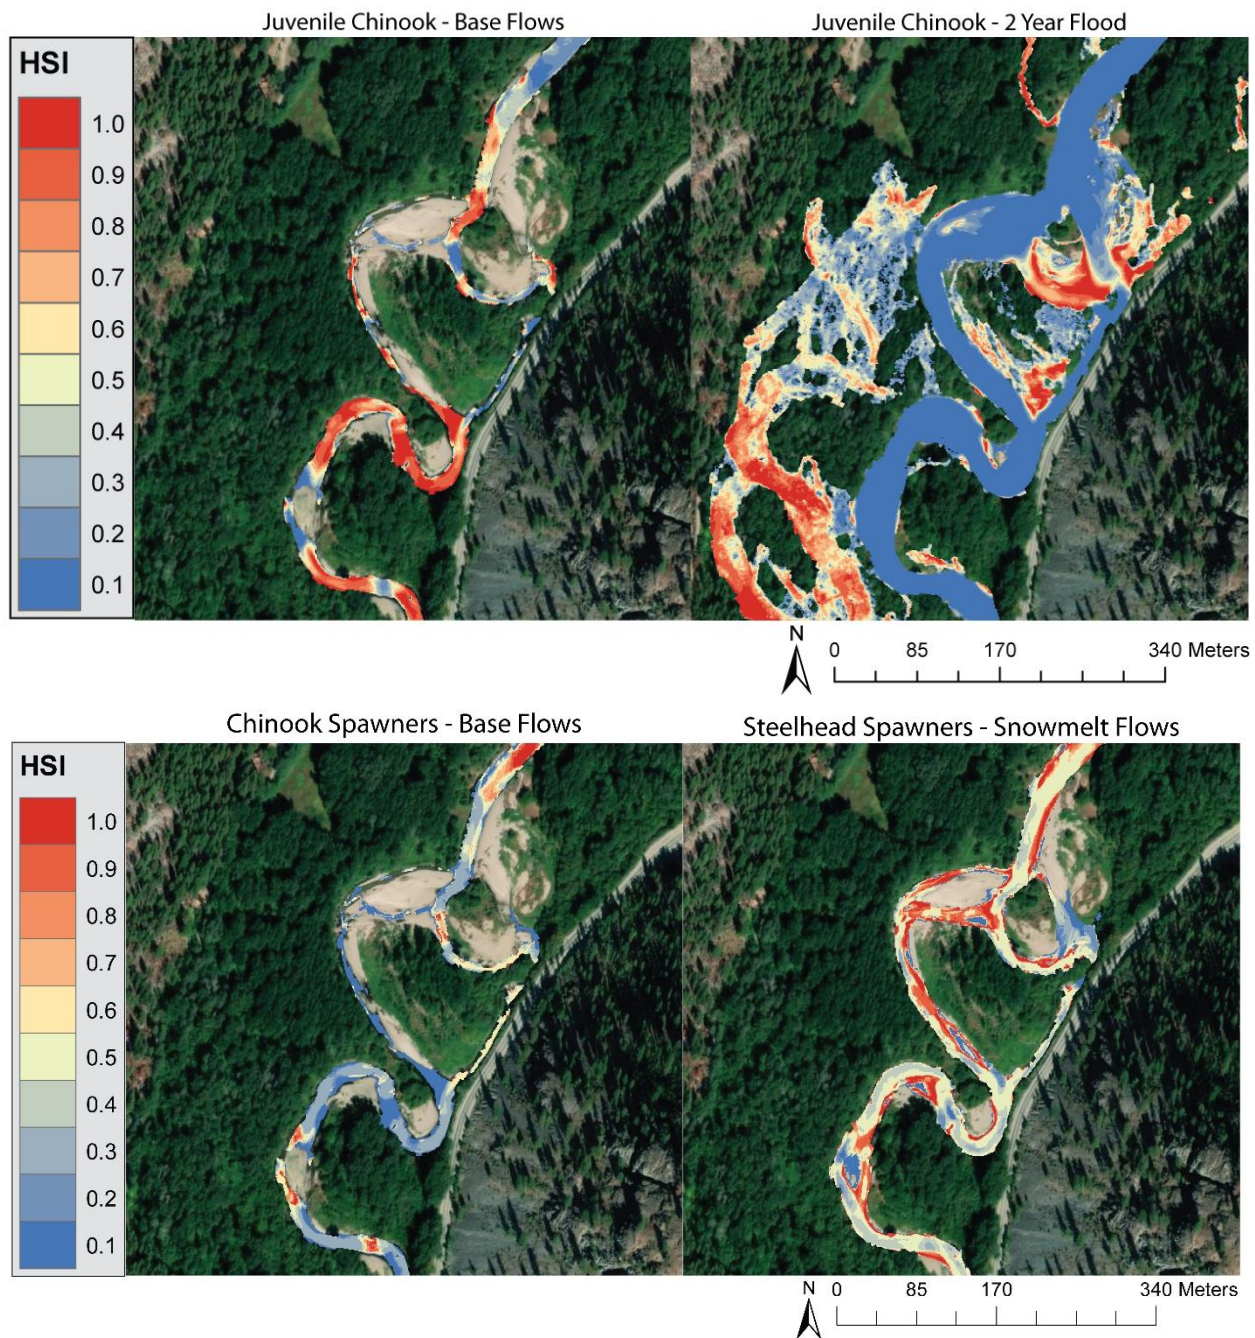 Juvenile Chinook - Base Flows
Juvenile Chinook - 2 Year Flood
HSI
1.0
0.9
0.8
0.7
0.6
0.5
0.4
0.3
0.2
0.1
N
0 85 170 340 Meters
Chinook Spawners - Base Flows
Steelhead Spawners - Snowmelt Flows
HSI
1.0
0.9
0.8
0.7
0.6
0.5
0.4
0.3
0.2
0.1
N
0 85 170 340 Meters